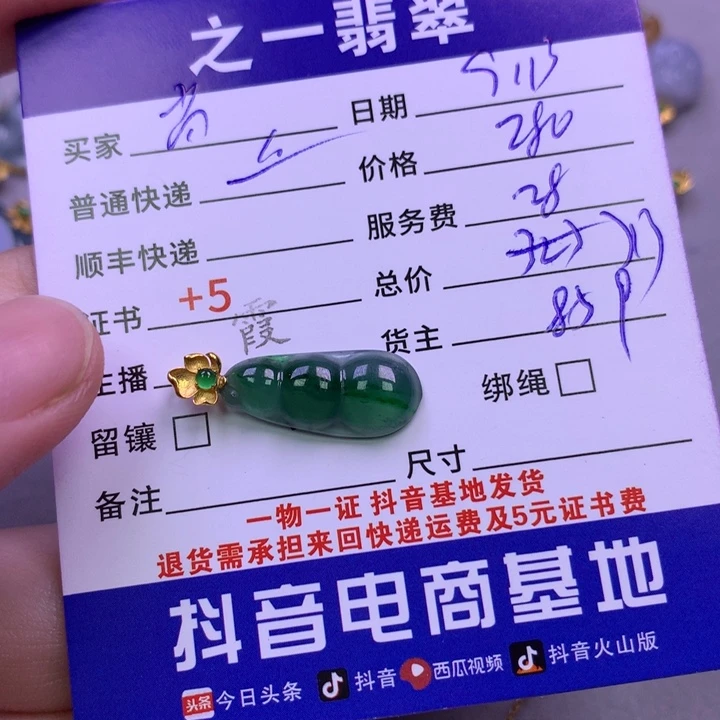 之一翡翠
买家
日期
普通快递
价格 280
顺丰快递
服务费 28
证书 +5
总价
霞
主播
货主 85
留镶
绑绳
备注
尺寸
一物一证 抖音基地发货
退货需承担来回快递运费及5元证书费
抖音电商基地
头条 今日头条 抖音 西瓜视频 抖音火山版